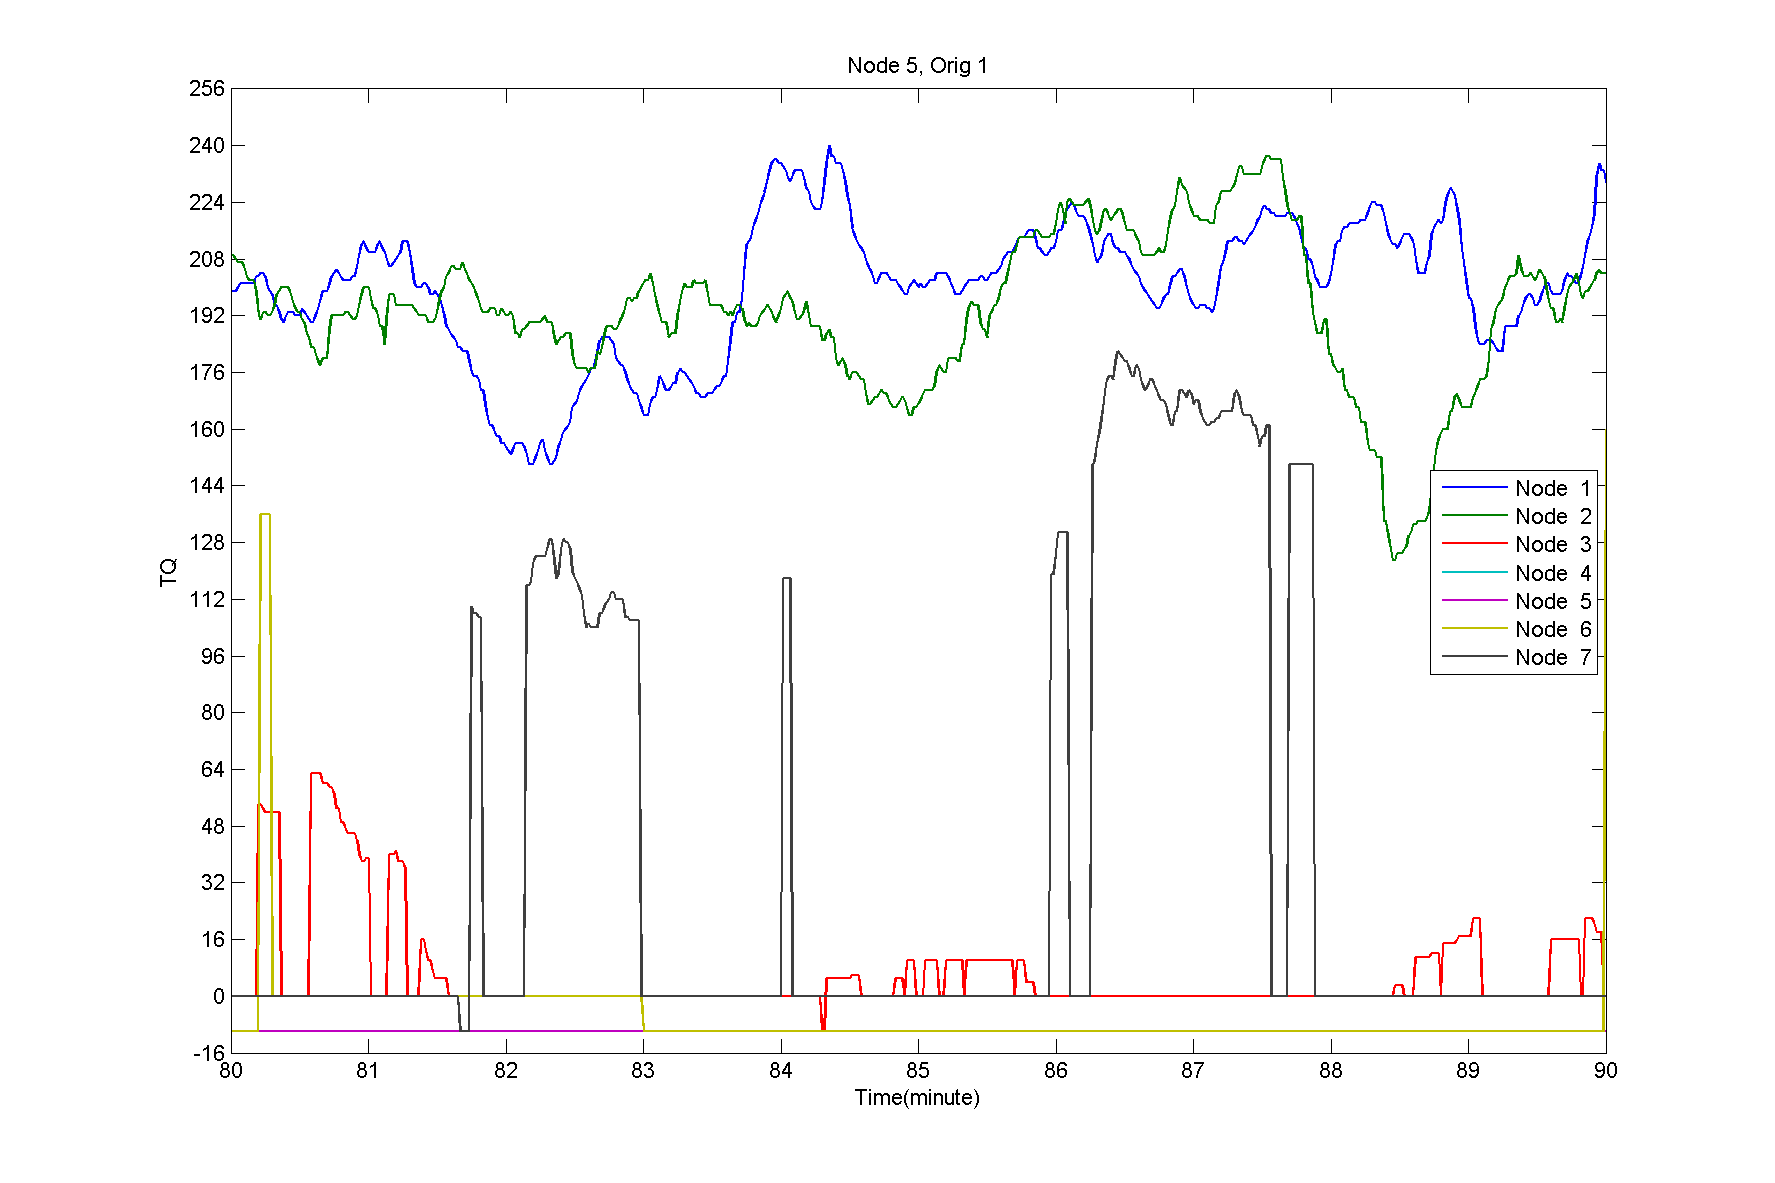 Node 5, Orig 1
256
240
224
208
192
176
160
144
128
112
96
80
64
48
32
16
0
-16
TQ
Node 1
Node 2
Node 3
Node 4
Node 5
Node 6
Node 7
80 81 82 83 84 85 86 87 88 89 90
Time(minute)